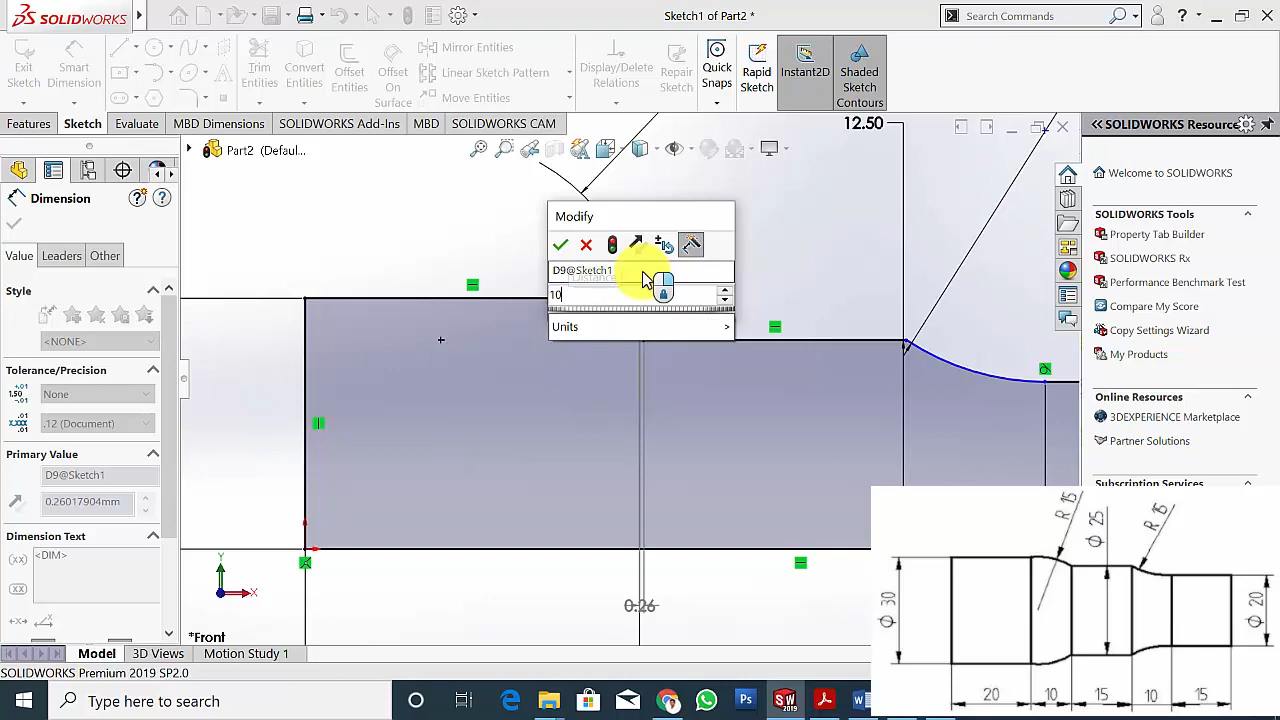 SOLIDWORKS
Sketch1 of Part2 *
Search Commands
?
Exit Sketch
Smart Dimension
Trim Entities
Convert Entities
Offset Entities
Offset On Surface
Mirror Entities
Linear Sketch Pattern
Move Entities
Display/Delete Relations
Repair Sketch
Quick Snaps
Rapid Sketch
Instant2D
Shaded Sketch Contours
Features
Sketch
Evaluate
MBD Dimensions
SOLIDWORKS Add-Ins
MBD
SOLIDWORKS CAM
Part2 (Defaul...
12.50
<< SOLIDWORKS Resource
Dimension
Value
Leaders
Other
Style
<NONE>
Tolerance/Precision
None
.12 (Document)
Primary Value
D9@Sketch1
0.26017904mm
Dimension Text
<DIM>
Modify
D9@Sketch1
10
Units >
0.26
Y
X
*Front
Welcome to SOLIDWORKS
SOLIDWORKS Tools
Property Tab Builder
SOLIDWORKS Rx
Performance Benchmark Test
Compare My Score
Copy Settings Wizard
My Products
Online Resources
3DEXPERIENCE Marketplace
Partner Solutions
Subscription Services
R 15
ϕ 25
R 15
ϕ 30
ϕ 20
20
10
15
10
15
Model
3D Views
Motion Study 1
SOLIDWORKS Premium 2019 SP2.0
Type here to search
Ps
SW
2019
W